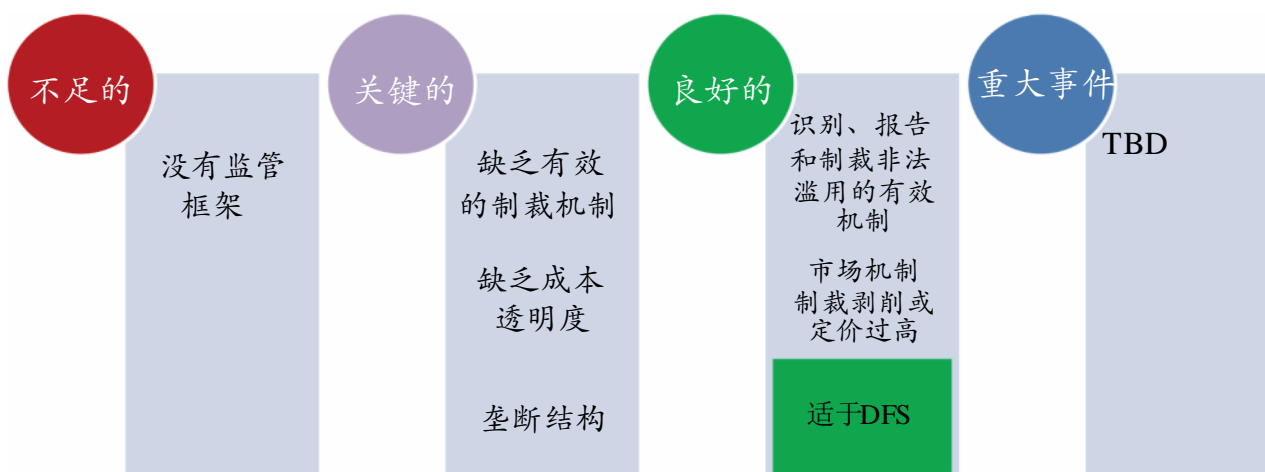 不足的
没有监管
框架
关键的
缺乏有效
的制裁机制
缺乏成本
透明度
垄断结构
良好的
识别、报告
和制裁非法
滥用的有效
机制
市场机制
制裁剥削或
定价过高
适于DFS
重大事件
TBD